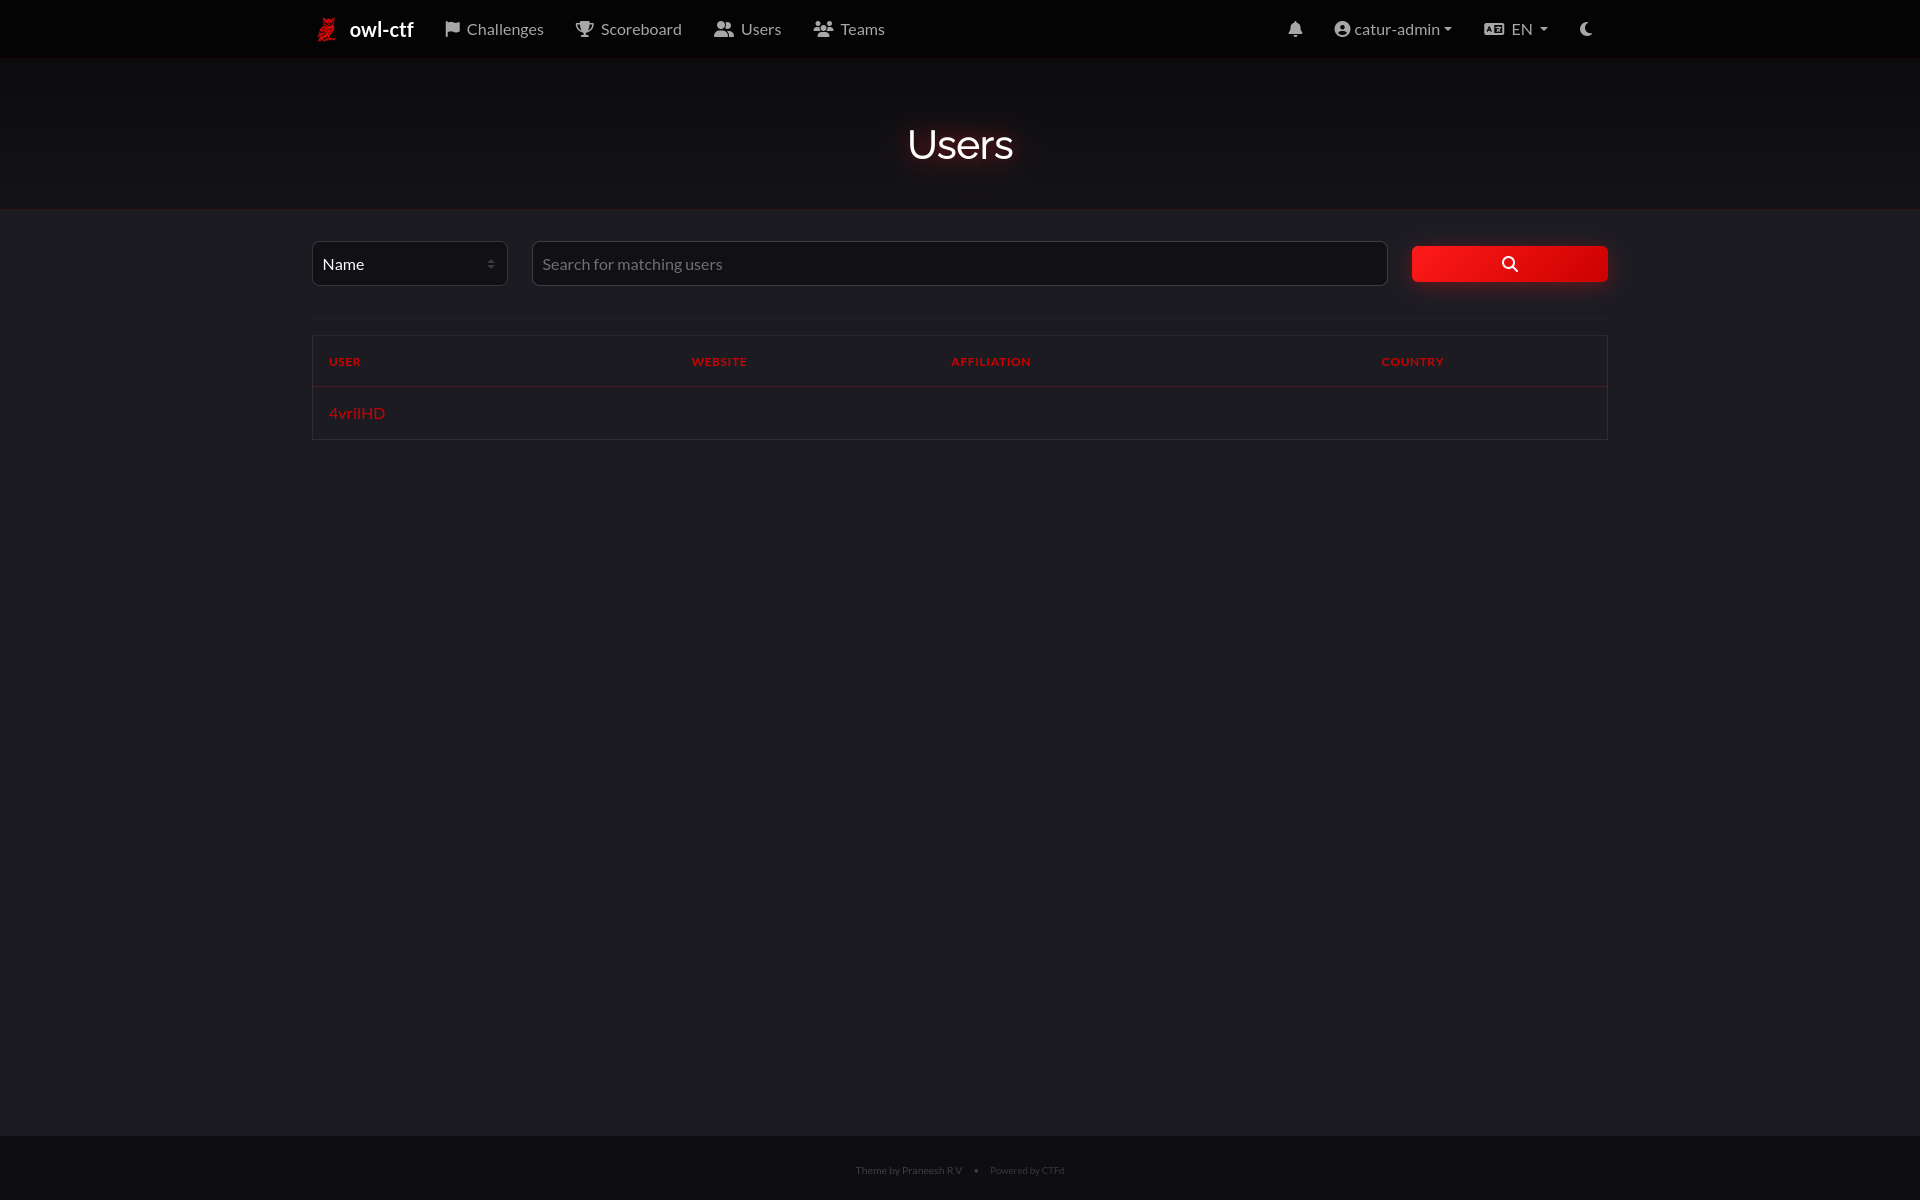 owl-ctf Challenges Scoreboard Users Teams catur-admin EN
Users
Name Search for matching users
USER WEBSITE AFFILIATION COUNTRY
4vrilHD
Theme by Praneesh R V • Powered by CTFd